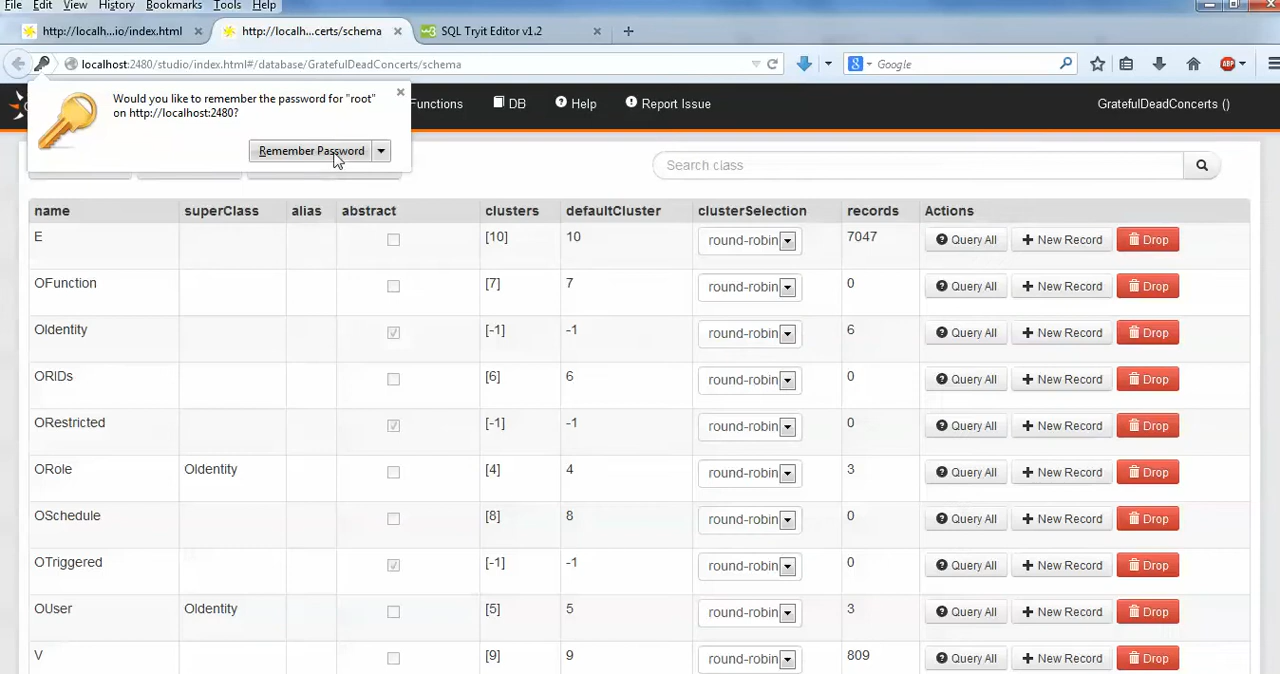 File Edit View History Bookmarks Tools Help
http://localh...io/index.html × http://localh...certs/schema × SQL Tryit Editor v1.2 × +
localhost:2480/studio/index.html#/database/GratefulDeadConcerts/schema Google ABP
Would you like to remember the password for "root"
on http://localhost:2480?
Remember Password
Functions DB Help Report Issue GratefulDeadConcerts ()
Search class
name superClass alias abstract clusters defaultCluster clusterSelection records Actions
E [10] 10 round-robin 7047 Query All New Record Drop
OFunction [7] 7 round-robin 0 Query All New Record Drop
OIdentity [-1] -1 round-robin 6 Query All New Record Drop
ORIDs [6] 6 round-robin 0 Query All New Record Drop
ORestricted [-1] -1 round-robin 0 Query All New Record Drop
ORole OIdentity [4] 4 round-robin 3 Query All New Record Drop
OSchedule [8] 8 round-robin 0 Query All New Record Drop
OTriggered [-1] -1 round-robin 0 Query All New Record Drop
OUser OIdentity [5] 5 round-robin 3 Query All New Record Drop
V [9] 9 round-robin 809 Query All New Record Drop